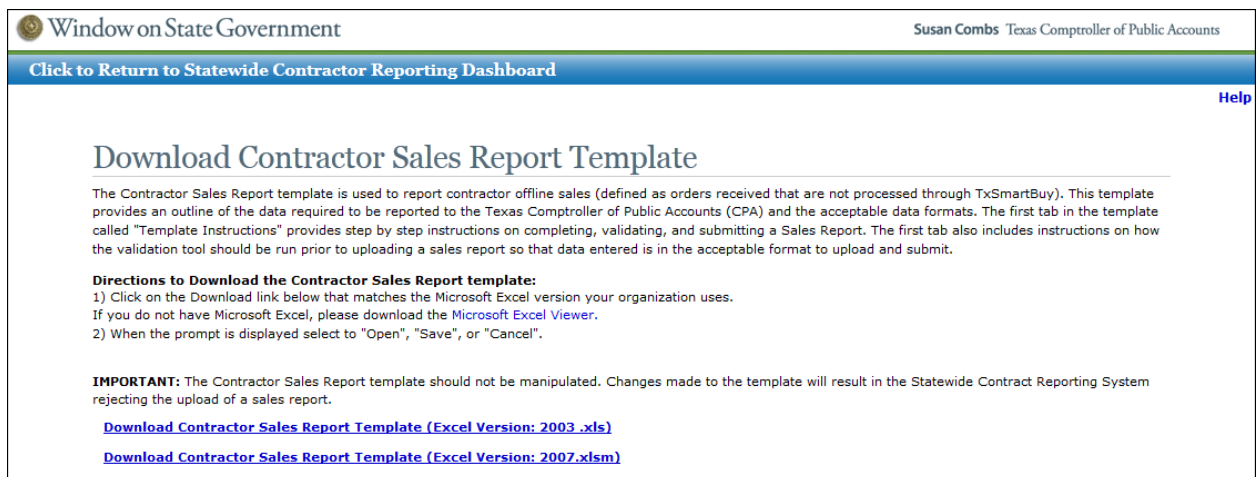 Window on State Government
Susan Combs Texas Comptroller of Public Accounts
Click to Return to Statewide Contractor Reporting Dashboard
Help
Download Contractor Sales Report Template
The Contractor Sales Report template is used to report contractor offline sales (defined as orders received that are not processed through TxSmartBuy). This template
provides an outline of the data required to be reported to the Texas Comptroller of Public Accounts (CPA) and the acceptable data formats. The first tab in the template
called "Template Instructions" provides step by step instructions on completing, validating, and submitting a Sales Report. The first tab also includes instructions on how
the validation tool should be run prior to uploading a sales report so that data entered is in the acceptable format to upload and submit.
Directions to Download the Contractor Sales Report template:
1) Click on the Download link below that matches the Microsoft Excel version your organization uses.
If you do not have Microsoft Excel, please download the Microsoft Excel Viewer.
2) When the prompt is displayed select to "Open", "Save", or "Cancel".
IMPORTANT: The Contractor Sales Report template should not be manipulated. Changes made to the template will result in the Statewide Contract Reporting System
rejecting the upload of a sales report.
Download Contractor Sales Report Template (Excel Version: 2003 .xls)
Download Contractor Sales Report Template (Excel Version: 2007.xlsm)